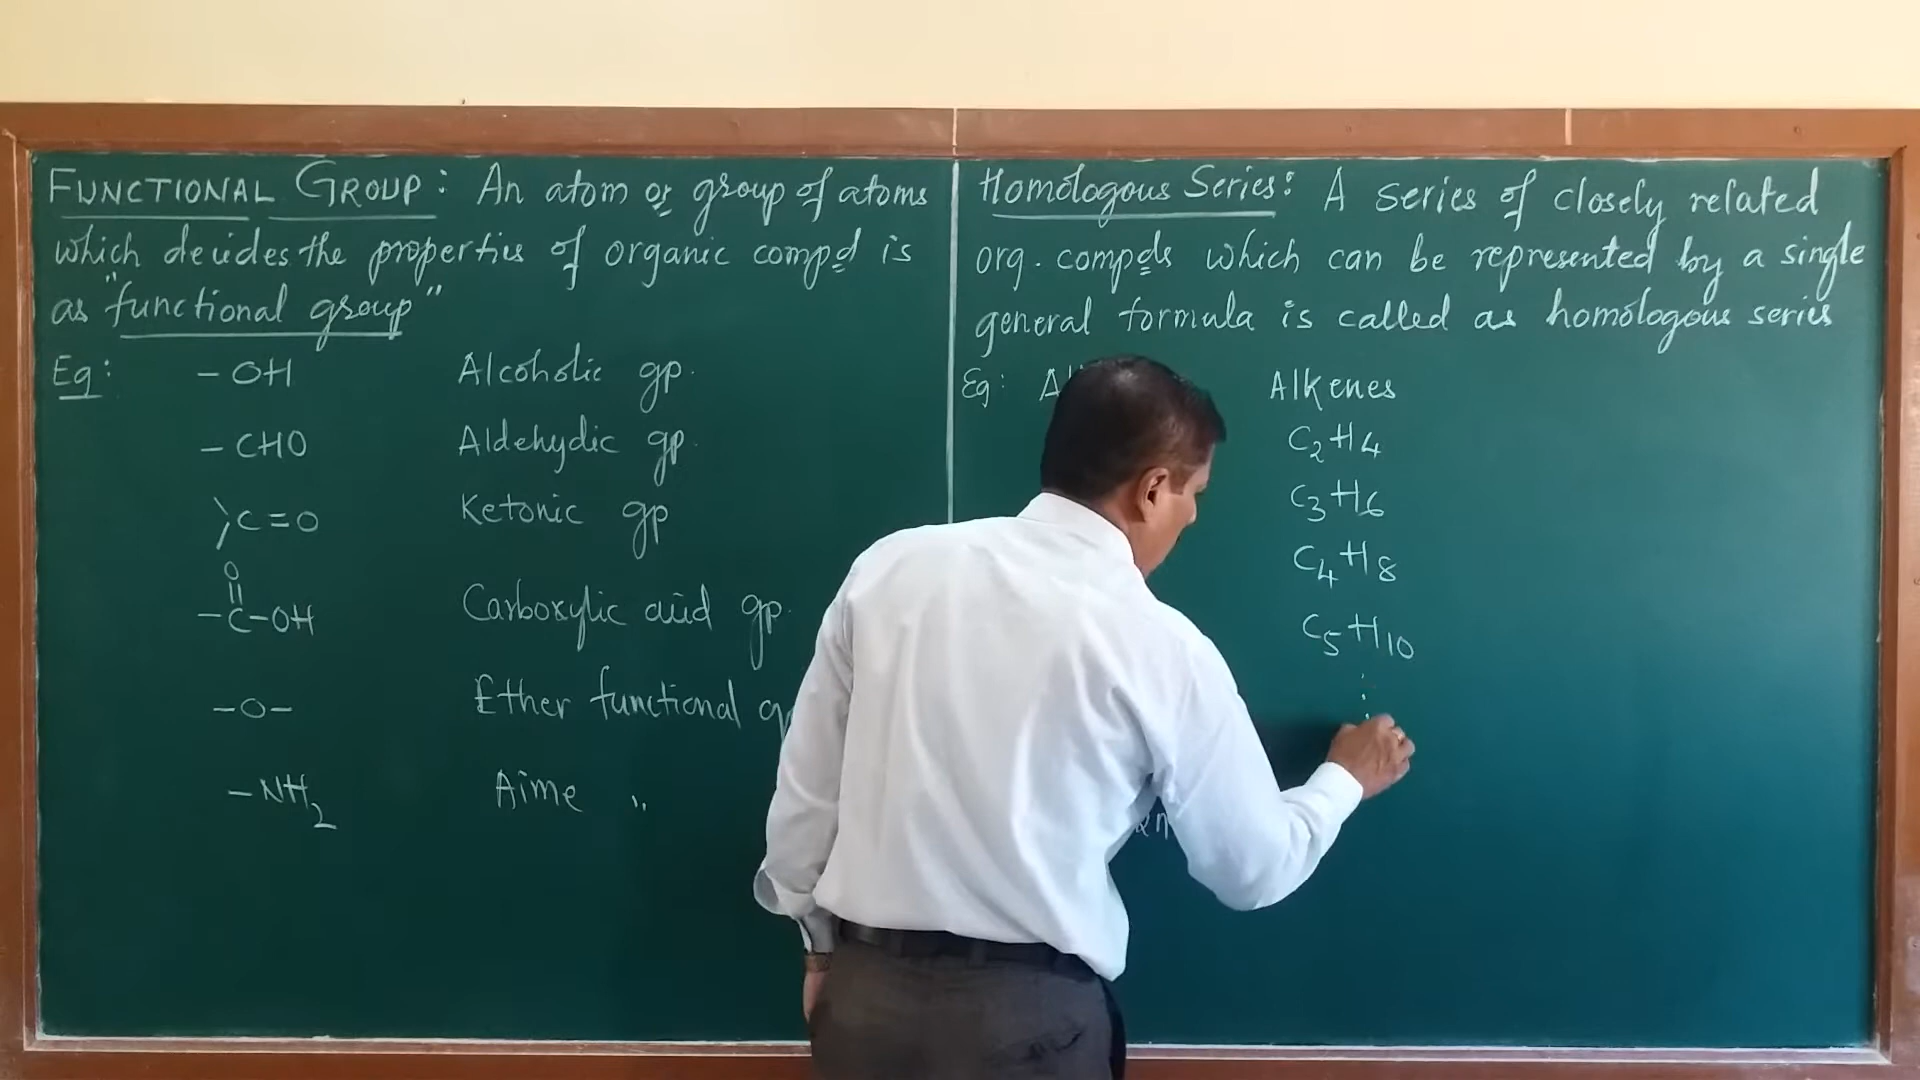 FUNCTIONAL GROUP: An atom or group of atoms
which decides the properties of organic compd is
as "functional group"
Eg: -OH Alcoholic gp.
-CHO Aldehydic gp.
>C=O Ketonic gp
O
||
-C-OH Carboxylic acid gp.
-O- Ether functional
-NH2 Aime "
Homologous Series: A series of closely related
org. compds which can be represented by a single
general formula is called as homologous series
Eg: Alkenes
C2H4
C3H6
C4H8
C5H10